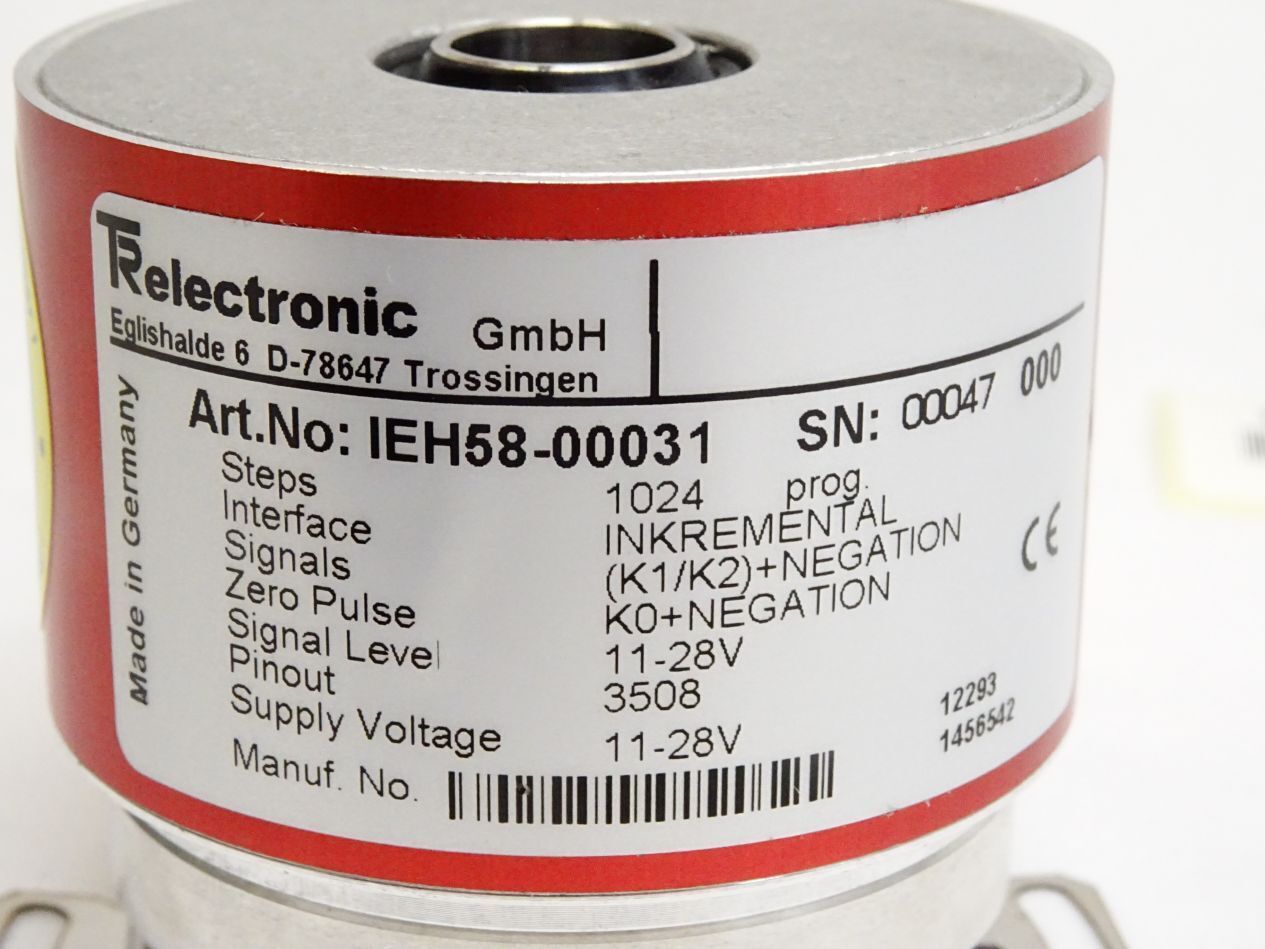 TRelectronic GmbH
Eglishalde 6 D-78647 Trossingen
Art.No: IEH58-00031 SN: 00047 000
Steps 1024 prog.
Interface INKREMENTAL
Signals (K1/K2)+NEGATION
Zero Pulse K0+NEGATION
Signal Level 11-28V
Pinout 3508
Supply Voltage 11-28V
Manuf. No.
12293
1456542
CE
Made in Germany